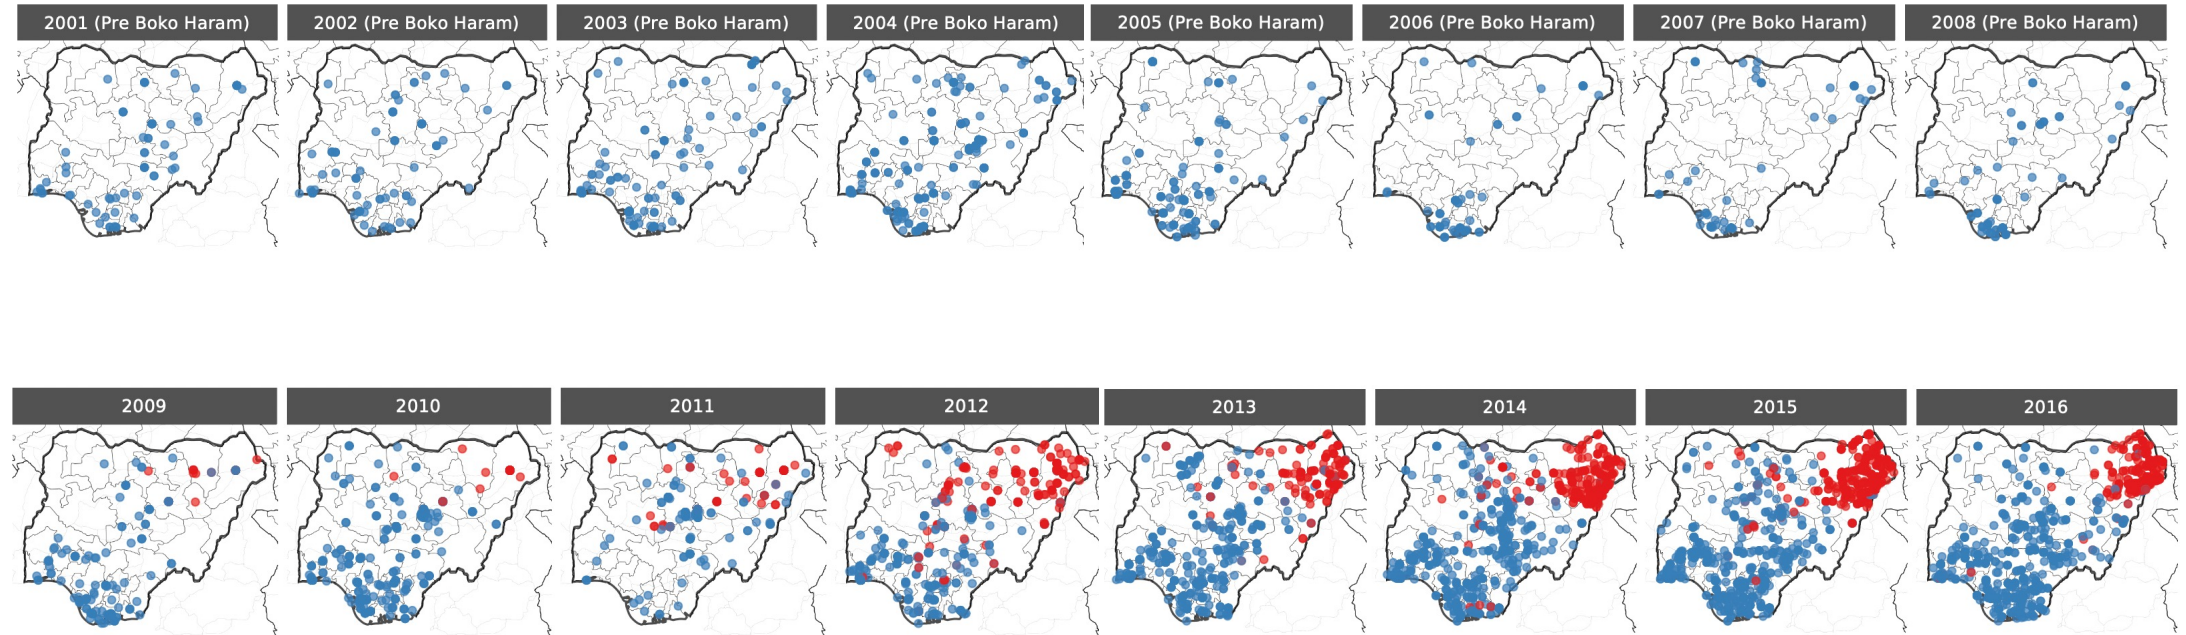 2001 (Pre Boko Haram)
2002 (Pre Boko Haram)
2003 (Pre Boko Haram)
2004 (Pre Boko Haram)
2005 (Pre Boko Haram)
2006 (Pre Boko Haram)
2007 (Pre Boko Haram)
2008 (Pre Boko Haram)
2009
2010
2011
2012
2013
2014
2015
2016